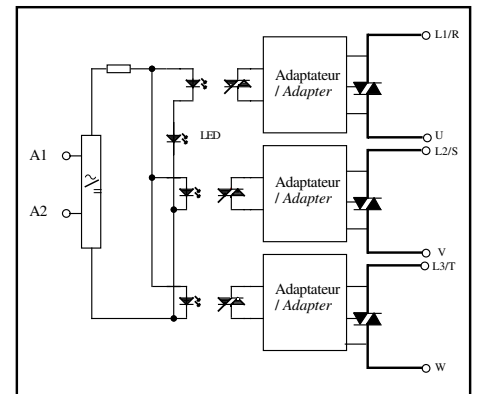 L1/R
Adaptateur
/ Adapter
U
LED
L2/S
A1
Adaptateur
/ Adapter
A2
V
L3/T
Adaptateur
/ Adapter
W